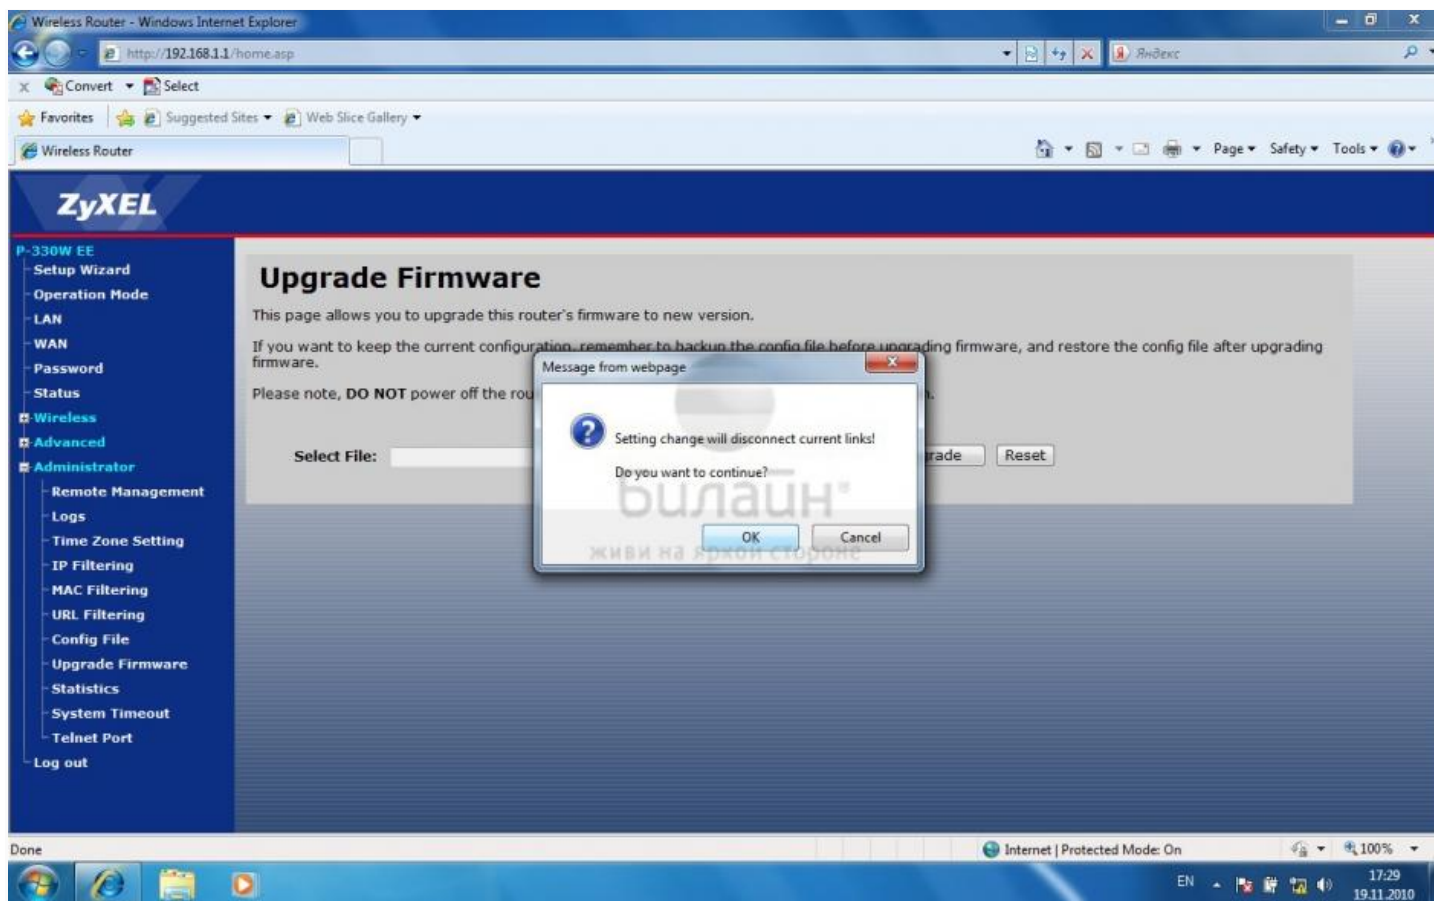 Wireless Router - Windows Internet Explorer
http://192.168.1.1/home.asp
Яндекс
Convert
Select
Favorites
Suggested Sites
Web Slice Gallery
Wireless Router
Page
Safety
Tools
ZyXEL
P-330W EE
Setup Wizard
Operation Mode
LAN
WAN
Password
Status
Wireless
Advanced
Administrator
Remote Management
Logs
Time Zone Setting
IP Filtering
MAC Filtering
URL Filtering
Config File
Upgrade Firmware
Statistics
System Timeout
Telnet Port
Log out
Upgrade Firmware
This page allows you to upgrade this router's firmware to new version.
If you want to keep the current configuration, remember to backup the config file before upgrading firmware, and restore the config file after upgrading
firmware.
Please note, DO NOT power off the
Select File:
Reset
Message from webpage
Setting change will disconnect current links!
Do you want to continue?
OK
Cancel
билайн®
живи на яркой стороне
Done
Internet | Protected Mode: On
100%
EN
17:29
19.11.2010